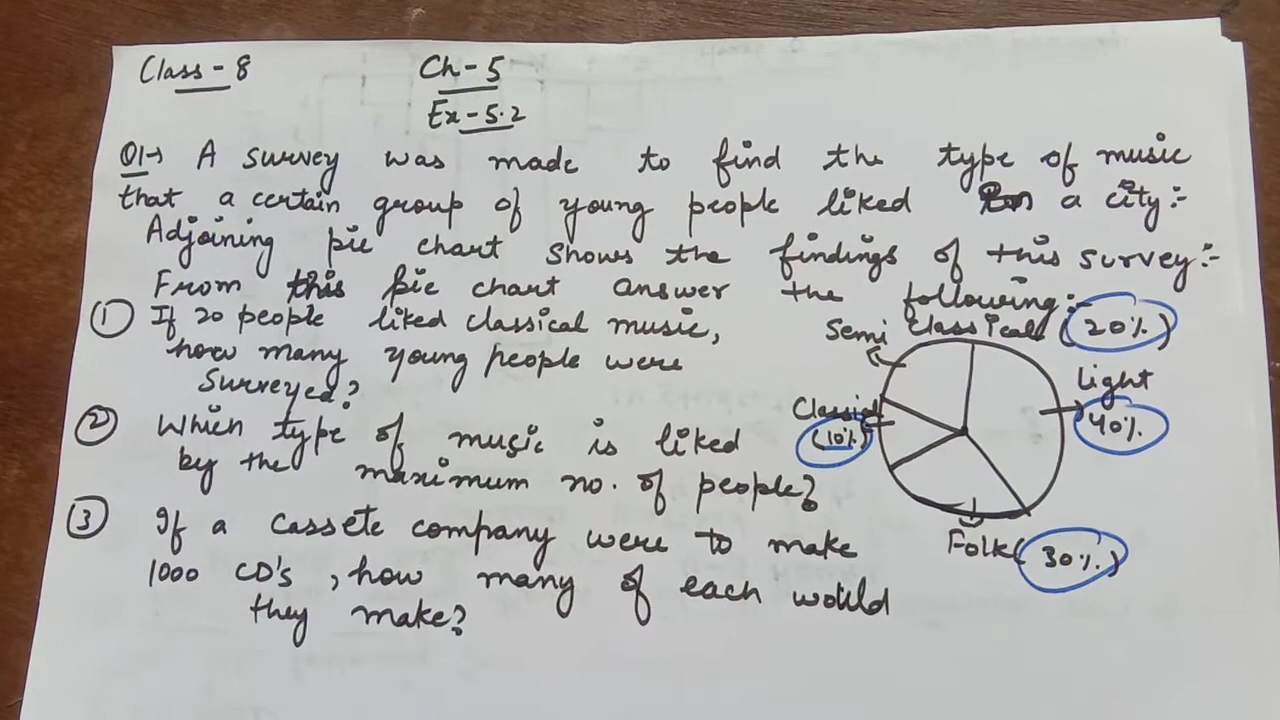 Class - 8
Ch - 5
Ex - 5.2
Q1→ A survey was made to find the type of music
that a certain group of young people liked in a city:-
Adjoining pie chart shows the findings of this survey:-
From this pie chart answer the following:-
① If 20 people liked classical music,
how many young people were
surveyed?
② Which type of music is liked
by the maximum no. of people?
③ If a cassete company were to make
1000 CD's, how many of each would
they make?
Semi Classical (20%)
Light
40%
Classical
(10%)
Folk (30%)